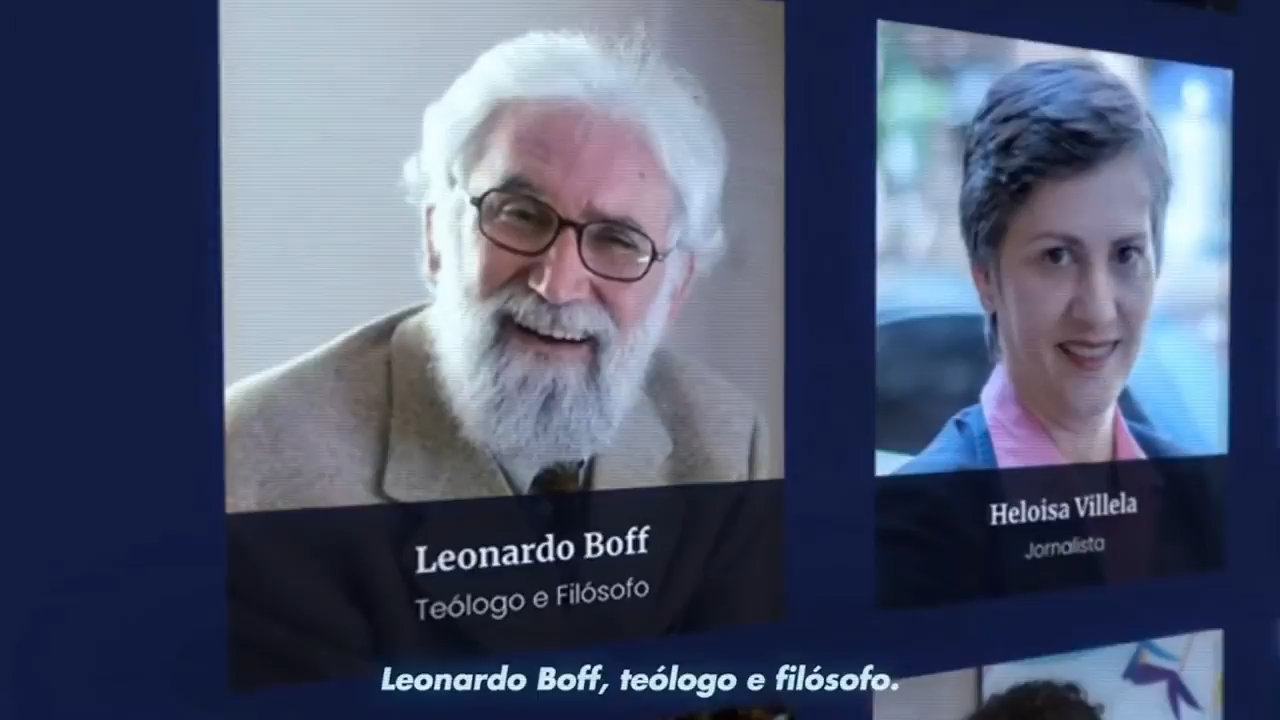 Leonardo Boff
Teólogo e Filósofo
Heloisa Villela
Jornalista
Leonardo Boff, teólogo e filósofo.